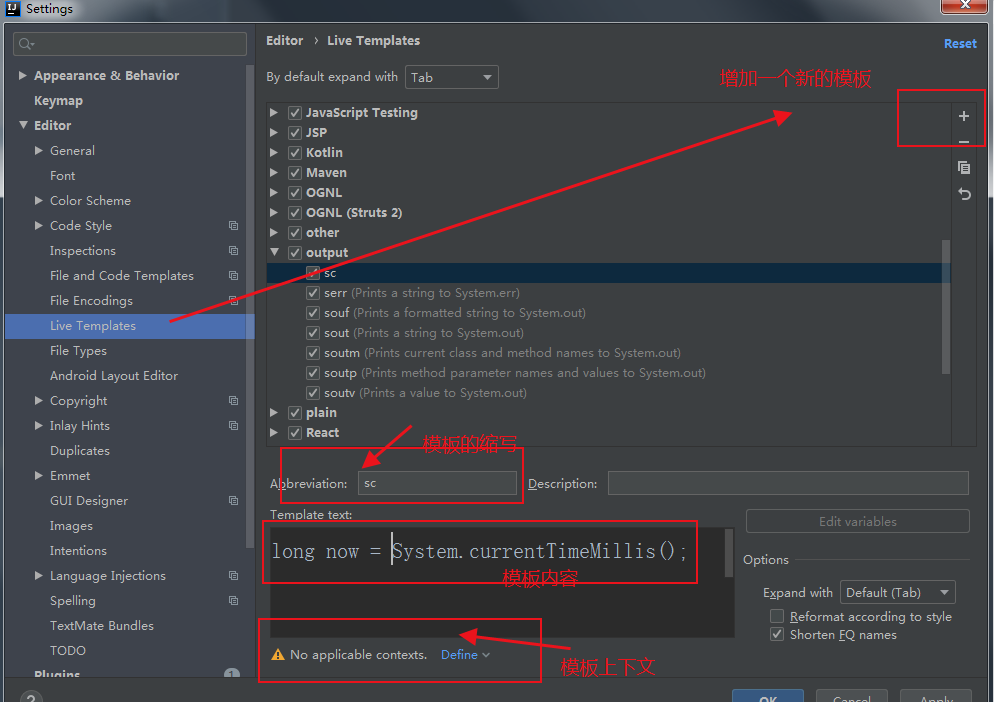 Settings
Editor › Live Templates
Reset
By default expand with Tab
增加一个新的模板
Appearance & Behavior
Keymap
Editor
General
Font
Color Scheme
Code Style
Inspections
File and Code Templates
File Encodings
Live Templates
File Types
Android Layout Editor
Copyright
Inlay Hints
Duplicates
Emmet
GUI Designer
Images
Intentions
Language Injections
Spelling
TextMate Bundles
TODO
Plugins 1
?
JavaScript Testing
JSP
Kotlin
Maven
OGNL
OGNL (Struts 2)
other
output
sc
serr (Prints a string to System.err)
souf (Prints a formatted string to System.out)
sout (Prints a string to System.out)
soutm (Prints current class and method names to System.out)
soutp (Prints method parameter names and values to System.out)
soutv (Prints a value to System.out)
plain
React
模板的缩写
Abbreviation: sc Description:
Template text:
long now = System.currentTimeMillis();
模板内容
Edit variables
Options
Expand with Default (Tab)
Reformat according to style
Shorten FQ names
No applicable contexts. Define
模板上下文
OK Cancel Apply